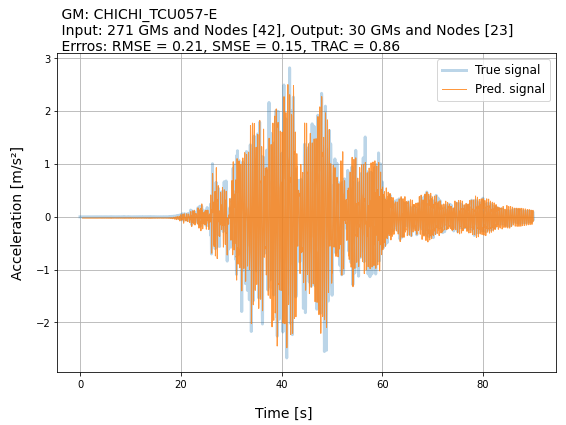 GM: CHICHI_TCU057-E
Input: 271 GMs and Nodes [42], Output: 30 GMs and Nodes [23]
Errros: RMSE = 0.21, SMSE = 0.15, TRAC = 0.86
True signal
Pred. signal
3
2
1
0
−1
−2
Acceleration [m/s²]
0 20 40 60 80
Time [s]